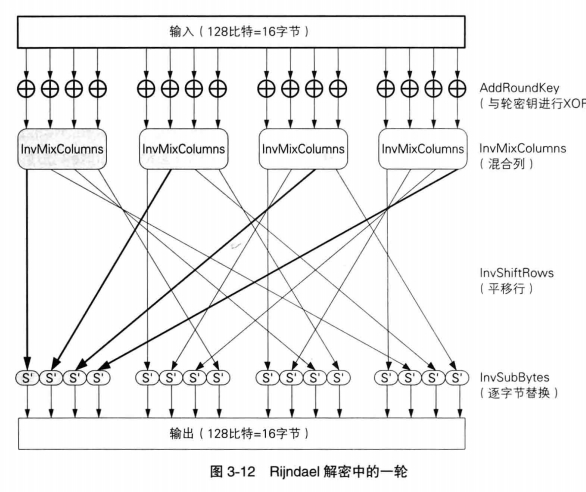 输入（128比特=16字节）
AddRoundKey
（与轮密钥进行XOR
InvMixColumns InvMixColumns InvMixColumns InvMixColumns
InvMixColumns
（混合列）
InvShiftRows
（平移行）
S' S' S' S' S' S' S' S' S' S' S' S' S' S' S' S'
InvSubBytes
（逐字节替换）
输出（128比特=16字节）
图 3-12 Rijndael 解密中的一轮